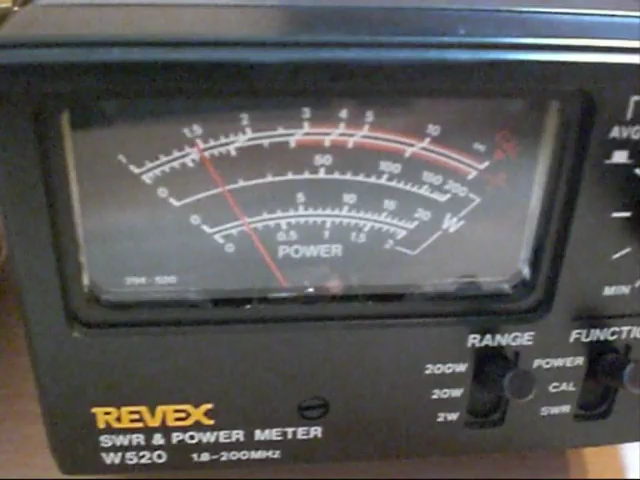 1 1.5 2 3 4 5 10 ∞
0 50 100 150 200
0 5 10 15 20 W
0 0.5 1 1.5 2
POWER
AVG
MIN
RANGE FUNCTIO
200W POWER
20W CAL
2W SWR
REVEX
SWR & POWER METER
W520 1.8-200MHz